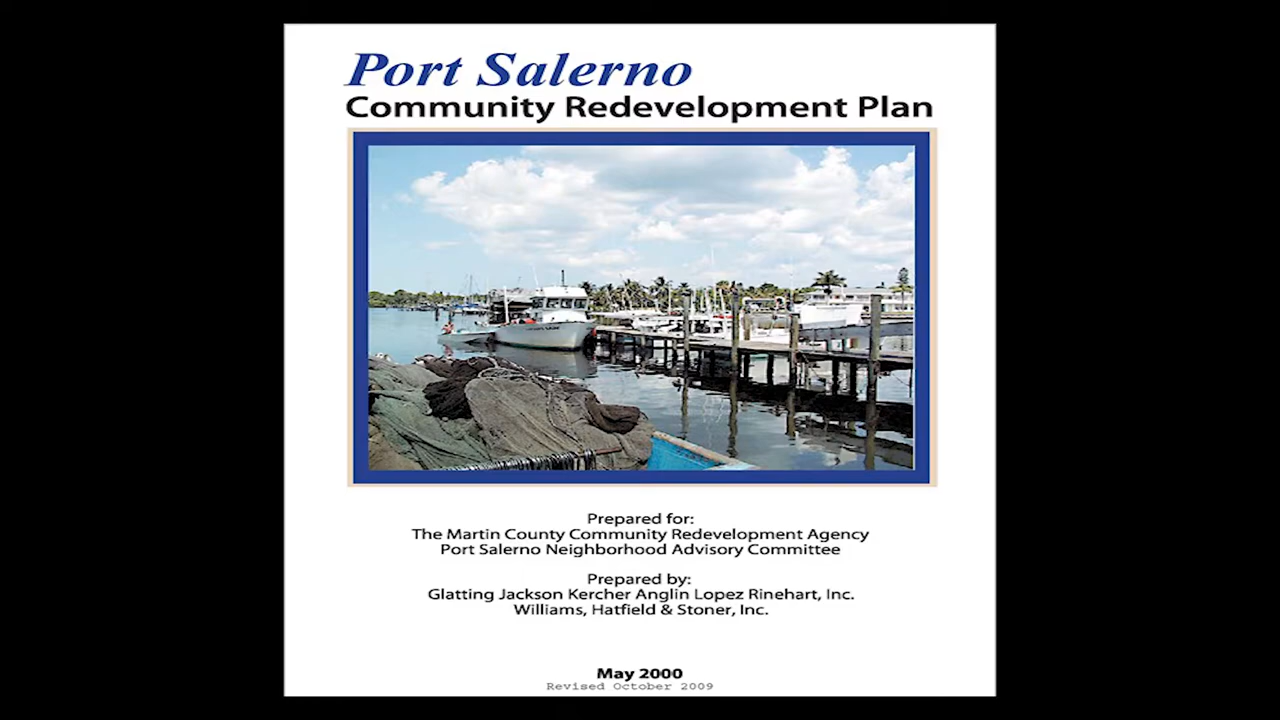 Port Salerno
Community Redevelopment Plan
Prepared for:
The Martin County Community Redevelopment Agency
Port Salerno Neighborhood Advisory Committee
Prepared by:
Glatting Jackson Kercher Anglin Lopez Rinehart, Inc.
Williams, Hatfield & Stoner, Inc.
May 2000
Revised October 2009